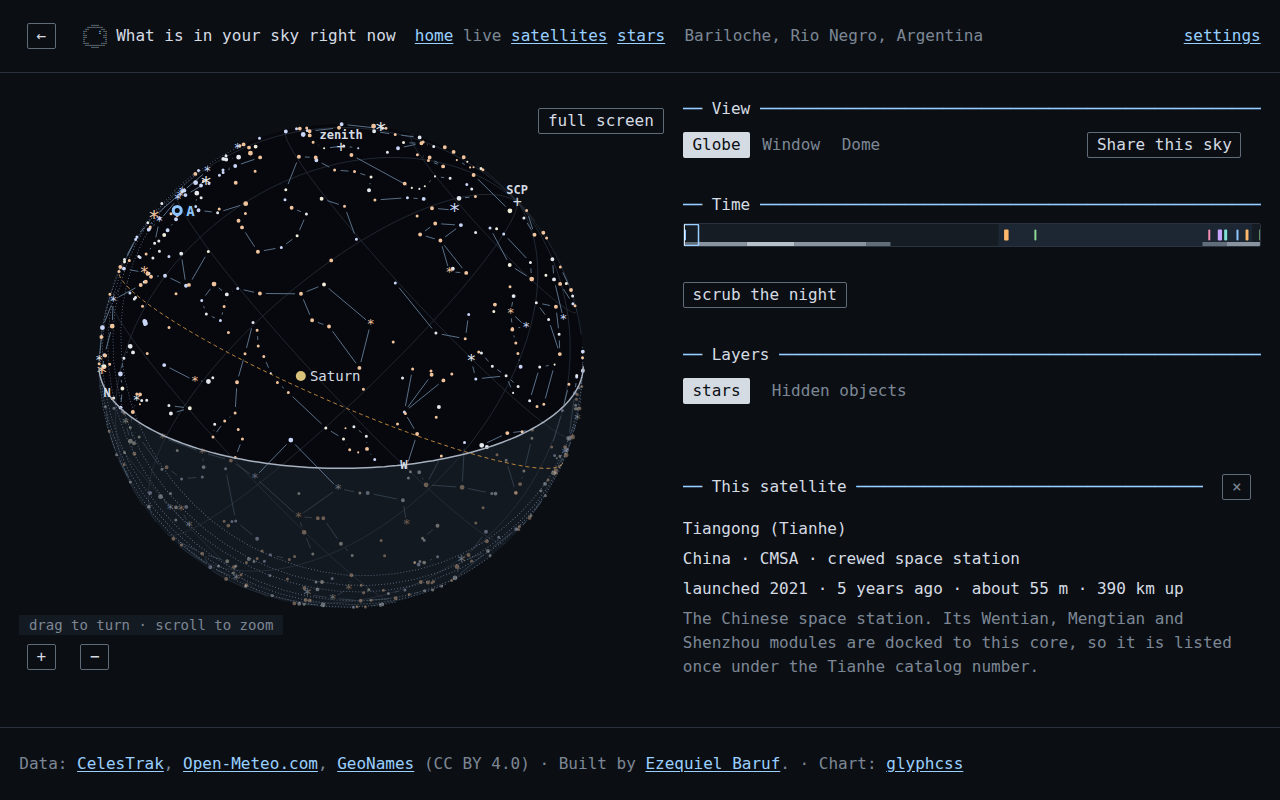 ← What is in your sky right now home live satellites stars Bariloche, Rio Negro, Argentina settings
full screen
zenith
SCP
A
Saturn
N
W
drag to turn · scroll to zoom
+ −
View
Globe Window Dome Share this sky
Time
scrub the night
Layers
stars Hidden objects
This satellite ×
Tiangong (Tianhe)
China · CMSA · crewed space station
launched 2021 · 5 years ago · about 55 m · 390 km up
The Chinese space station. Its Wentian, Mengtian and
Shenzhou modules are docked to this core, so it is listed
once under the Tianhe catalog number.
Data: CelesTrak, Open-Meteo.com, GeoNames (CC BY 4.0) · Built by Ezequiel Baruf. · Chart: glyphcss